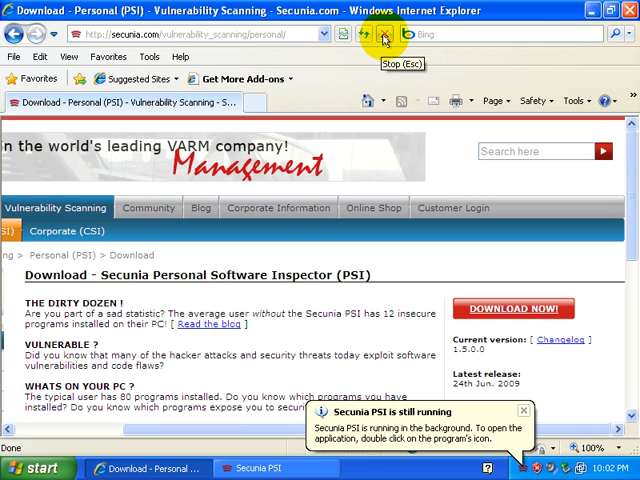 Download - Personal (PSI) - Vulnerability Scanning - Secunia.com - Windows Internet Explorer
http://secunia.com/vulnerability_scanning/personal/
Bing
File Edit View Favorites Tools Help
Stop (Esc)
Favorites Suggested Sites Get More Add-ons
Download - Personal (PSI) - Vulnerability Scanning - S...
Page Safety Tools
n the world's leading VARM company!
Management
Search here
Vulnerability Scanning Community Blog Corporate Information Online Shop Customer Login
SI) Corporate (CSI)
ng > Personal (PSI) > Download
Download - Secunia Personal Software Inspector (PSI)
THE DIRTY DOZEN !
Are you part of a sad statistic? The average user without the Secunia PSI has 12 insecure
programs installed on their PC! [ Read the blog ]
VULNERABLE ?
Did you know that many of the hacker attacks and security threats today exploit software
vulnerabilities and code flaws?
WHATS ON YOUR PC ?
The typical user has 80 programs installed. Do you know which programs you have
installed? Do you know which programs expose you to securi
DOWNLOAD NOW!
Current version: [ Changelog ]
1.5.0.0
Latest release:
24th Jun. 2009
Secunia PSI is still running
Secunia PSI is running in the background. To open the
application, double click on the program's icon.
Done
100%
start
Download - Personal ...
Secunia PSI
10:02 PM